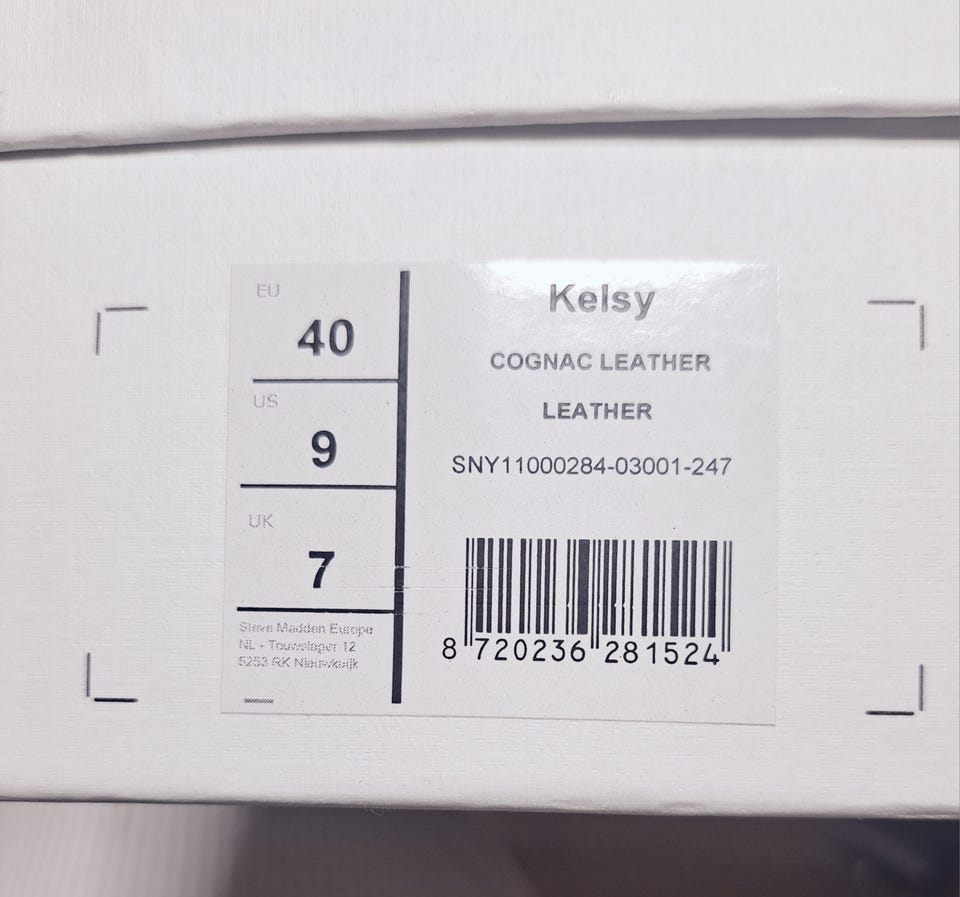 EU
40
US
9
UK
7
Steve Madden Europe
NL - Touwslager 12
5253 RK Nieuwkuijk
Kelsy
COGNAC LEATHER
LEATHER
SNY11000284-03001-247
8 720236 281524